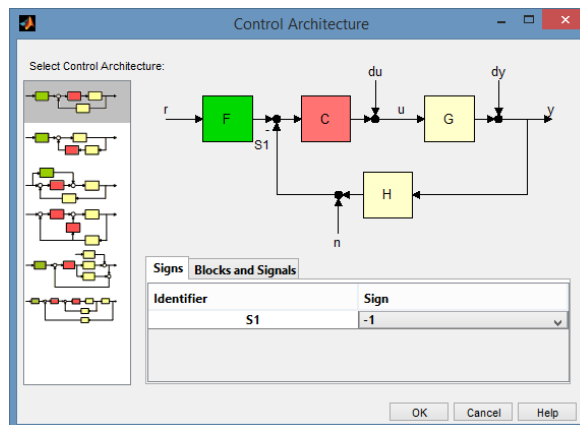 Control Architecture
Select Control Architecture:
du
dy
r
F
C
u
G
y
-
S1
H
n
Signs
Blocks and Signals
Identifier
Sign
S1
-1
OK
Cancel
Help